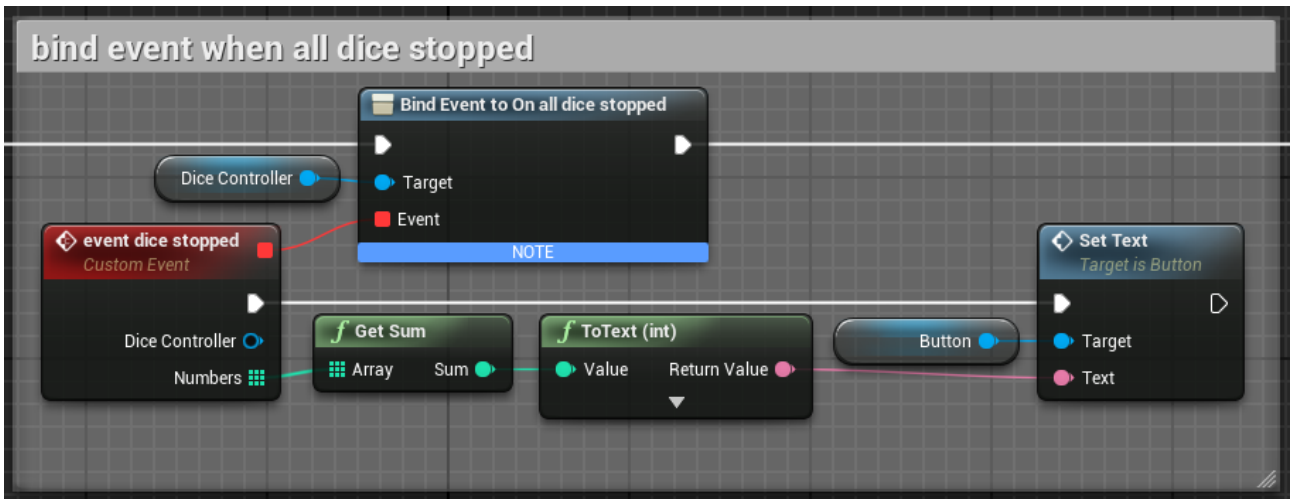 bind event when all dice stopped
Bind Event to On all dice stopped
Dice Controller
Target
Event
NOTE
event dice stopped
Custom Event
Dice Controller
Numbers
f Get Sum
Array Sum
f ToText (int)
Value Return Value
Button
Set Text
Target is Button
Target
Text